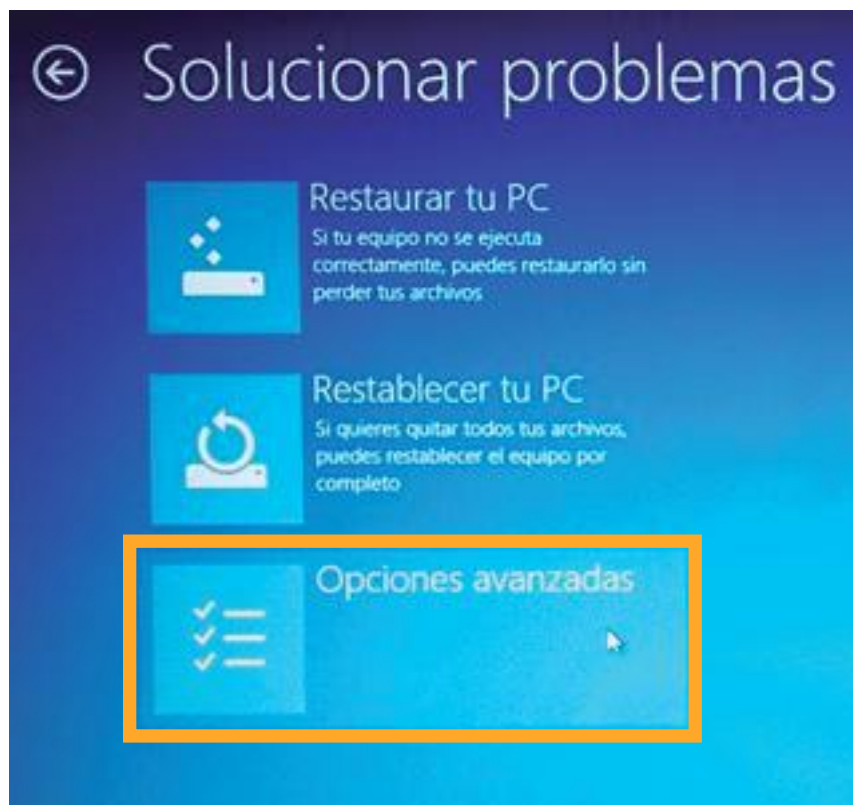 Solucionar problemas
Restaurar tu PC
Si tu equipo no se ejecuta
correctamente, puedes restaurarlo sin
perder tus archivos
Restablecer tu PC
Si quieres quitar todos tus archivos,
puedes restablecer el equipo por
completo
Opciones avanzadas